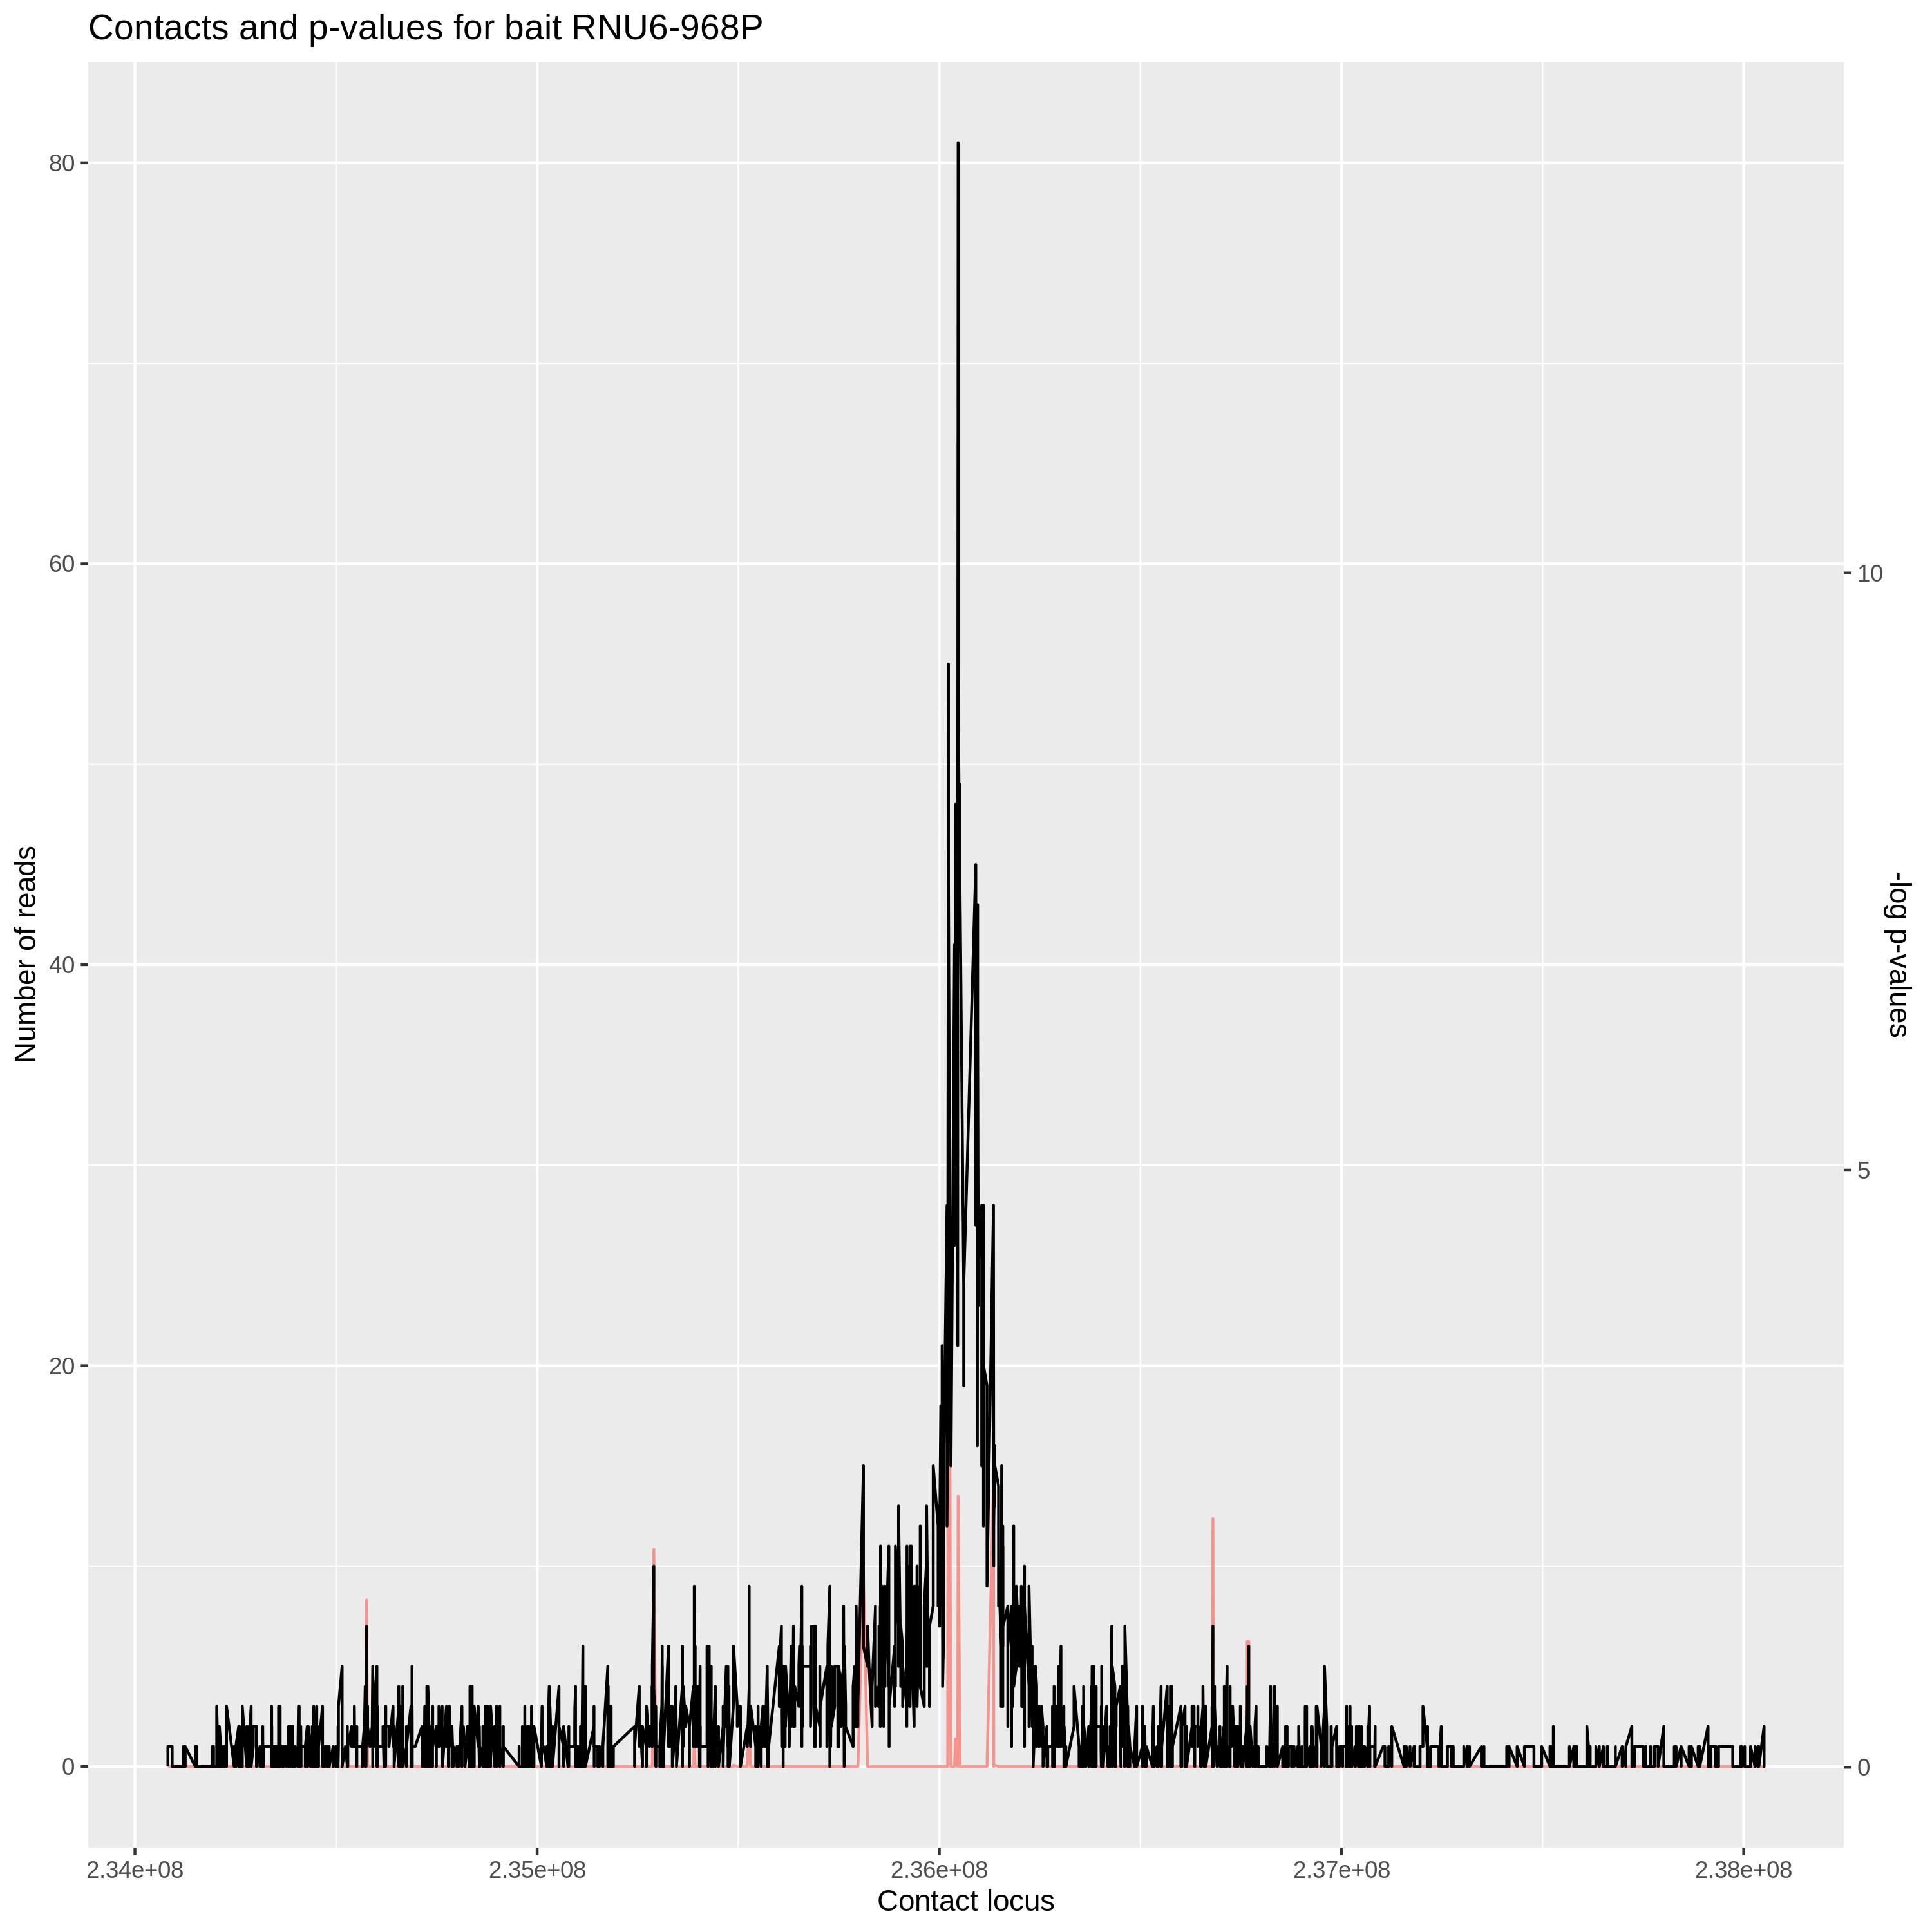 Contacts and p-values for bait RNU6-968P
80
60
40
20
0
10
5
0
Number of reads
-log p-values
2.34e+08
2.35e+08
2.36e+08
2.37e+08
2.38e+08
Contact locus